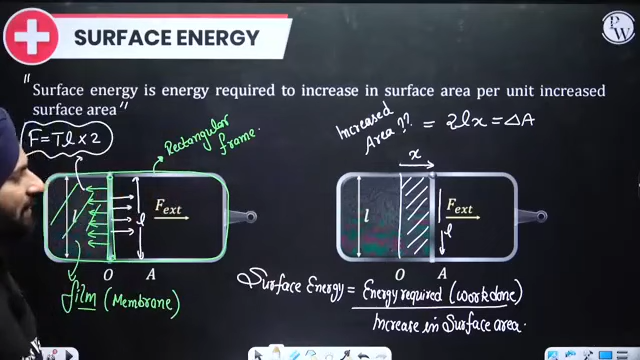 SURFACE ENERGY
PW
"Surface energy is energy required to increase in surface area per unit increased
surface area"
F = Tl × 2
Rectangular
frame.
Increased
Area ?? = 2lx = ΔA
x
l
l
F_ext
l
F_ext
l
O
A
O
A
film (Membrane)
Surface Energy = Energy required (work done)
Increase in Surface area.